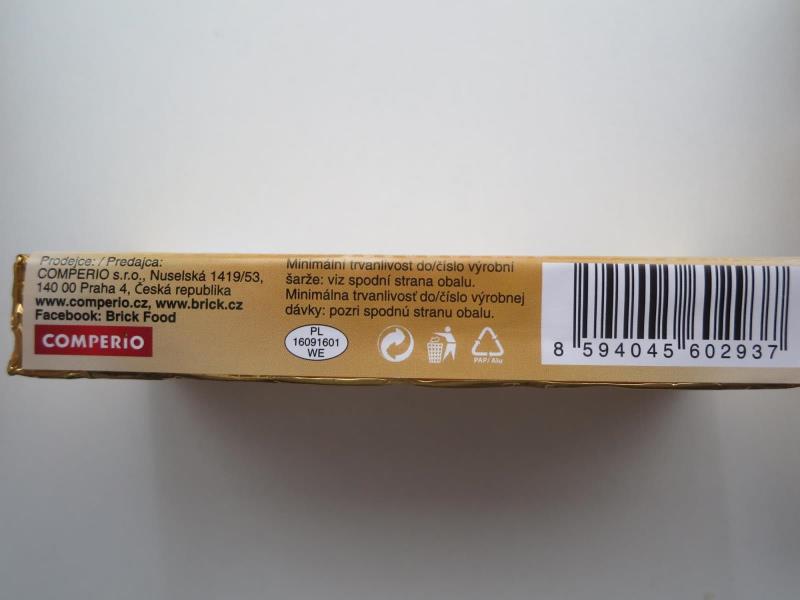 Prodejce: / Predajca:
COMPERIO s.r.o., Nuselská 1419/53,
140 00 Praha 4, Česká republika
www.comperio.cz, www.brick.cz
Facebook: Brick Food
COMPERIO
Minimální trvanlivost do/číslo výrobní
šarže: viz spodní strana obalu.
Minimálna trvanlivosť do/číslo výrobnej
dávky: pozri spodnú stranu obalu.
PL
16091601
WE
PAP/ Alu
8 594045 602937